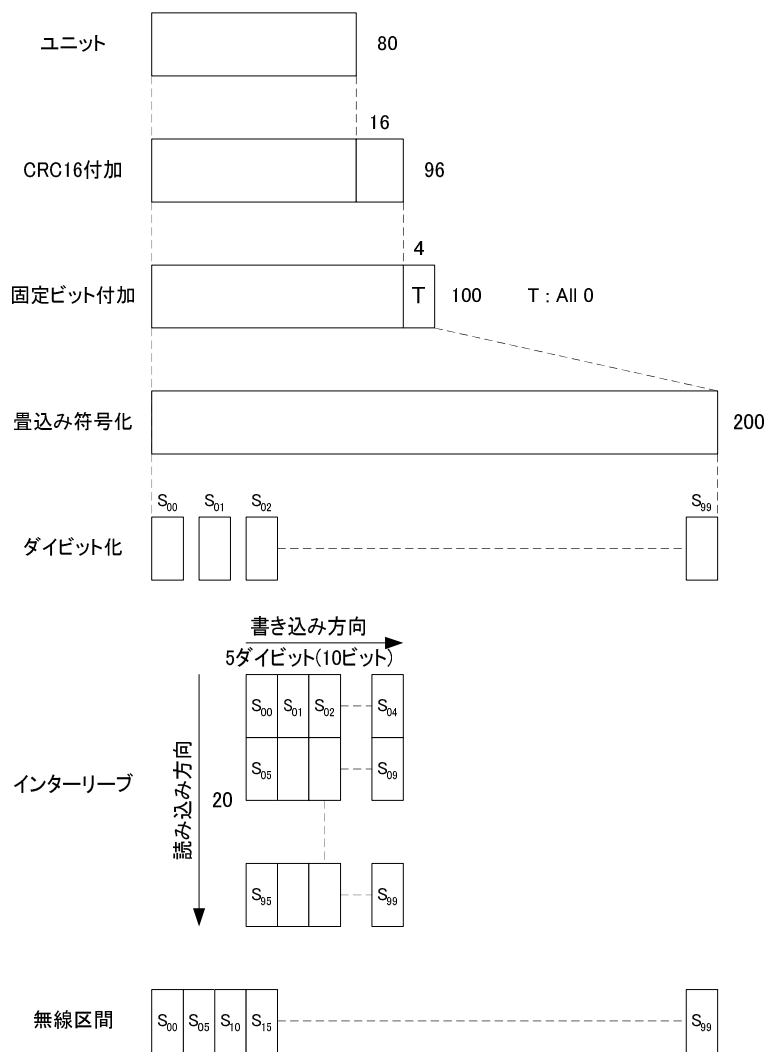 ユニット
80
16
CRC16付加
96
4
固定ビット付加
T
100
T : All 0
畳込み符号化
200
S00 S01 S02 S99
ダイビット化
書き込み方向
5ダイビット(10ビット)
S00 S01 S02 S04
S05 S09
読み込み方向
インターリーブ
20
S95 S99
無線区間
S00 S05 S10 S15 S99